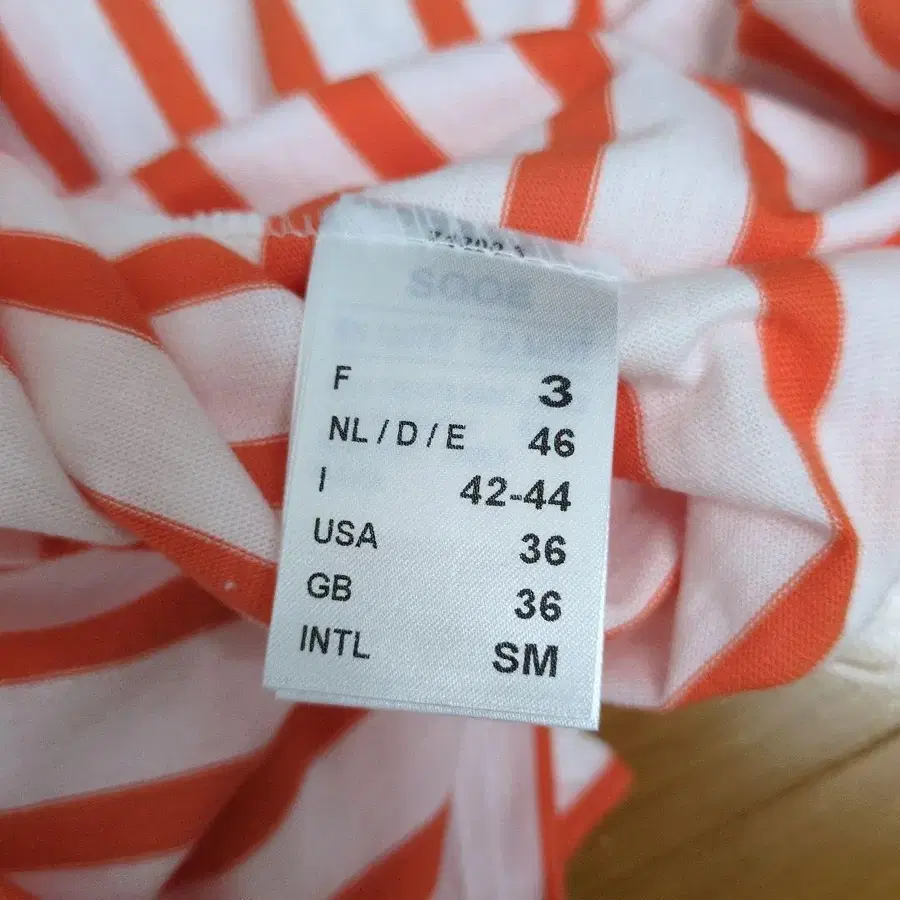 F 3
NL / D / E 46
I 42-44
USA 36
GB 36
INTL SM